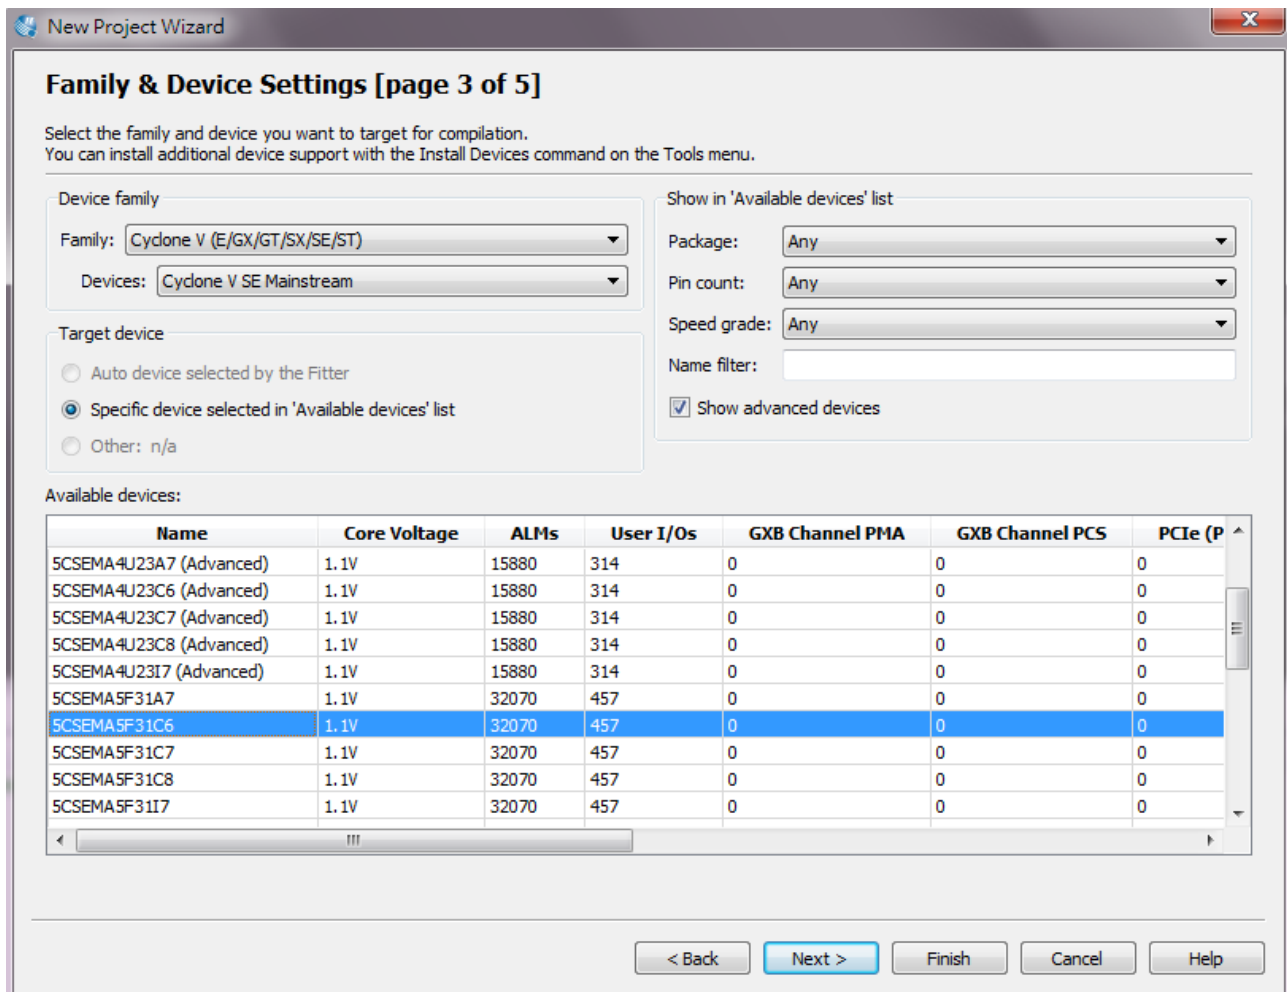 New Project Wizard
Family & Device Settings [page 3 of 5]
Select the family and device you want to target for compilation.
You can install additional device support with the Install Devices command on the Tools menu.
Device family
Family: Cyclone V (E/GX/GT/SX/SE/ST)
Devices: Cyclone V SE Mainstream
Target device
Auto device selected by the Fitter
Specific device selected in 'Available devices' list
Other: n/a
Show in 'Available devices' list
Package: Any
Pin count: Any
Speed grade: Any
Name filter:
Show advanced devices
Available devices:
Name Core Voltage ALMs User I/Os GXB Channel PMA GXB Channel PCS PCIe (P
5CSEMA4U23A7 (Advanced) 1.1V 15880 314 0 0 0
5CSEMA4U23C6 (Advanced) 1.1V 15880 314 0 0 0
5CSEMA4U23C7 (Advanced) 1.1V 15880 314 0 0 0
5CSEMA4U23C8 (Advanced) 1.1V 15880 314 0 0 0
5CSEMA4U23I7 (Advanced) 1.1V 15880 314 0 0 0
5CSEMA5F31A7 1.1V 32070 457 0 0 0
5CSEMA5F31C6 1.1V 32070 457 0 0 0
5CSEMA5F31C7 1.1V 32070 457 0 0 0
5CSEMA5F31C8 1.1V 32070 457 0 0 0
5CSEMA5F31I7 1.1V 32070 457 0 0 0
< Back Next > Finish Cancel Help